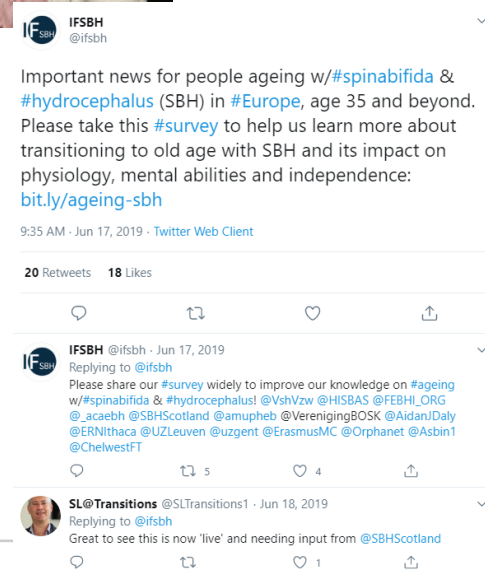 IFSBH
@ifsbh
Important news for people ageing w/#spinabifida &
#hydrocephalus (SBH) in #Europe, age 35 and beyond.
Please take this #survey to help us learn more about
transitioning to old age with SBH and its impact on
physiology, mental abilities and independence:
bit.ly/ageing-sbh
9:35 AM · Jun 17, 2019 · Twitter Web Client
20 Retweets 18 Likes
IFSBH @ifsbh · Jun 17, 2019
Replying to @ifsbh
Please share our #survey widely to improve our knowledge on #ageing
w/#spinabifida & #hydrocephalus! @VshVzw @HISBAS @FEBHI_ORG
@_acaebh @SBHScotland @amupheb @VerenigingBOSK @AidanJDaly
@ERNIthaca @UZLeuven @uzgent @ErasmusMC @Orphanet @Asbin1
@ChelwestFT
5 4
SL@Transitions @SLTransitions1 · Jun 18, 2019
Replying to @ifsbh
Great to see this is now 'live' and needing input from @SBHScotland
1